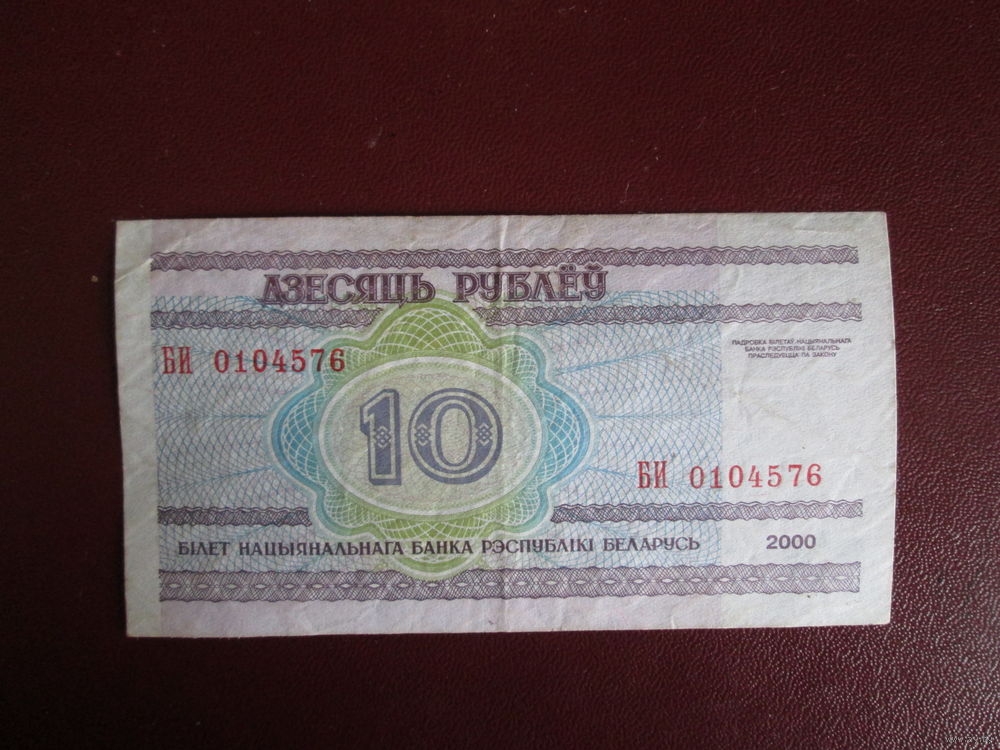 ДЗЕСЯЦЬ РУБЛЁЎ
ПАДРОБКА БІЛЕТАЎ НАЦЫЯНАЛЬНАГА
БАНКА РЭСПУБЛІКІ БЕЛАРУСЬ
ПРАСЛЕДУЕЦЦА ПА ЗАКОНУ
БИ 0104576
10
БИ 0104576
БІЛЕТ НАЦЫЯНАЛЬНАГА БАНКА РЭСПУБЛІКІ БЕЛАРУСЬ 2000